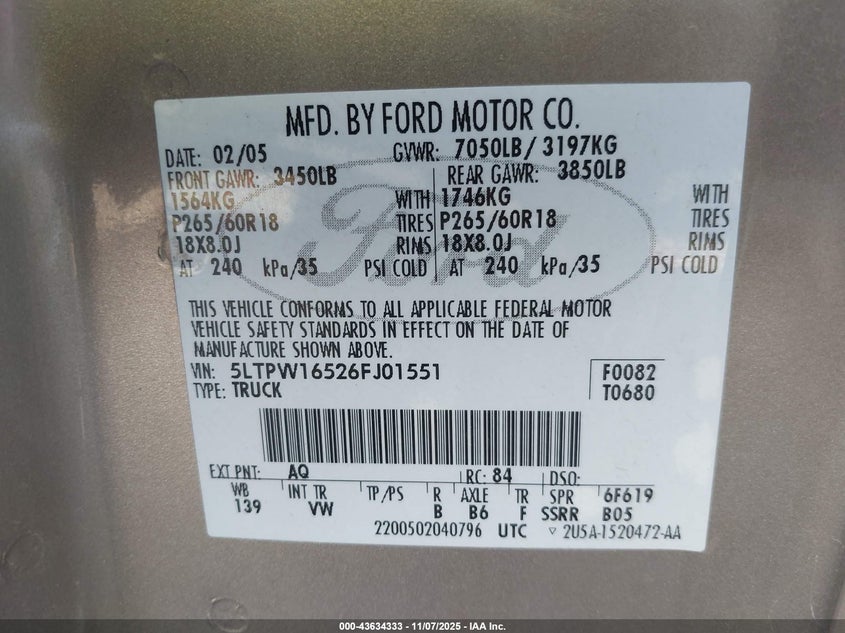 MFD. BY FORD MOTOR CO.
DATE: 02/05 GVWR: 7050LB/ 3197KG
FRONT GAWR: 3450LB REAR GAWR: 3850LB
1564KG WITH 1746KG WITH
P265/60R18 TIRES P265/60R18 TIRES
18X8.0J RIMS 18X8.0J RIMS
AT 240 kPa/35 PSI COLD AT 240 kPa/35 PSI COLD
Ford
THIS VEHICLE CONFORMS TO ALL APPLICABLE FEDERAL MOTOR
VEHICLE SAFETY STANDARDS IN EFFECT ON THE DATE OF
MANUFACTURE SHOWN ABOVE.
VIN: 5LTPW16526FJ01551 F0082
TYPE: TRUCK T0680
EXT PNT: AQ RC: 84 DSO:
WB INT TR TP/PS R AXLE TR SPR 6F619
139 VW B B6 F SSRR B05
2200502040796 UTC ▽ 2U5A-1520472-AA
000-43634333 - 11/07/2025 - IAA Inc.